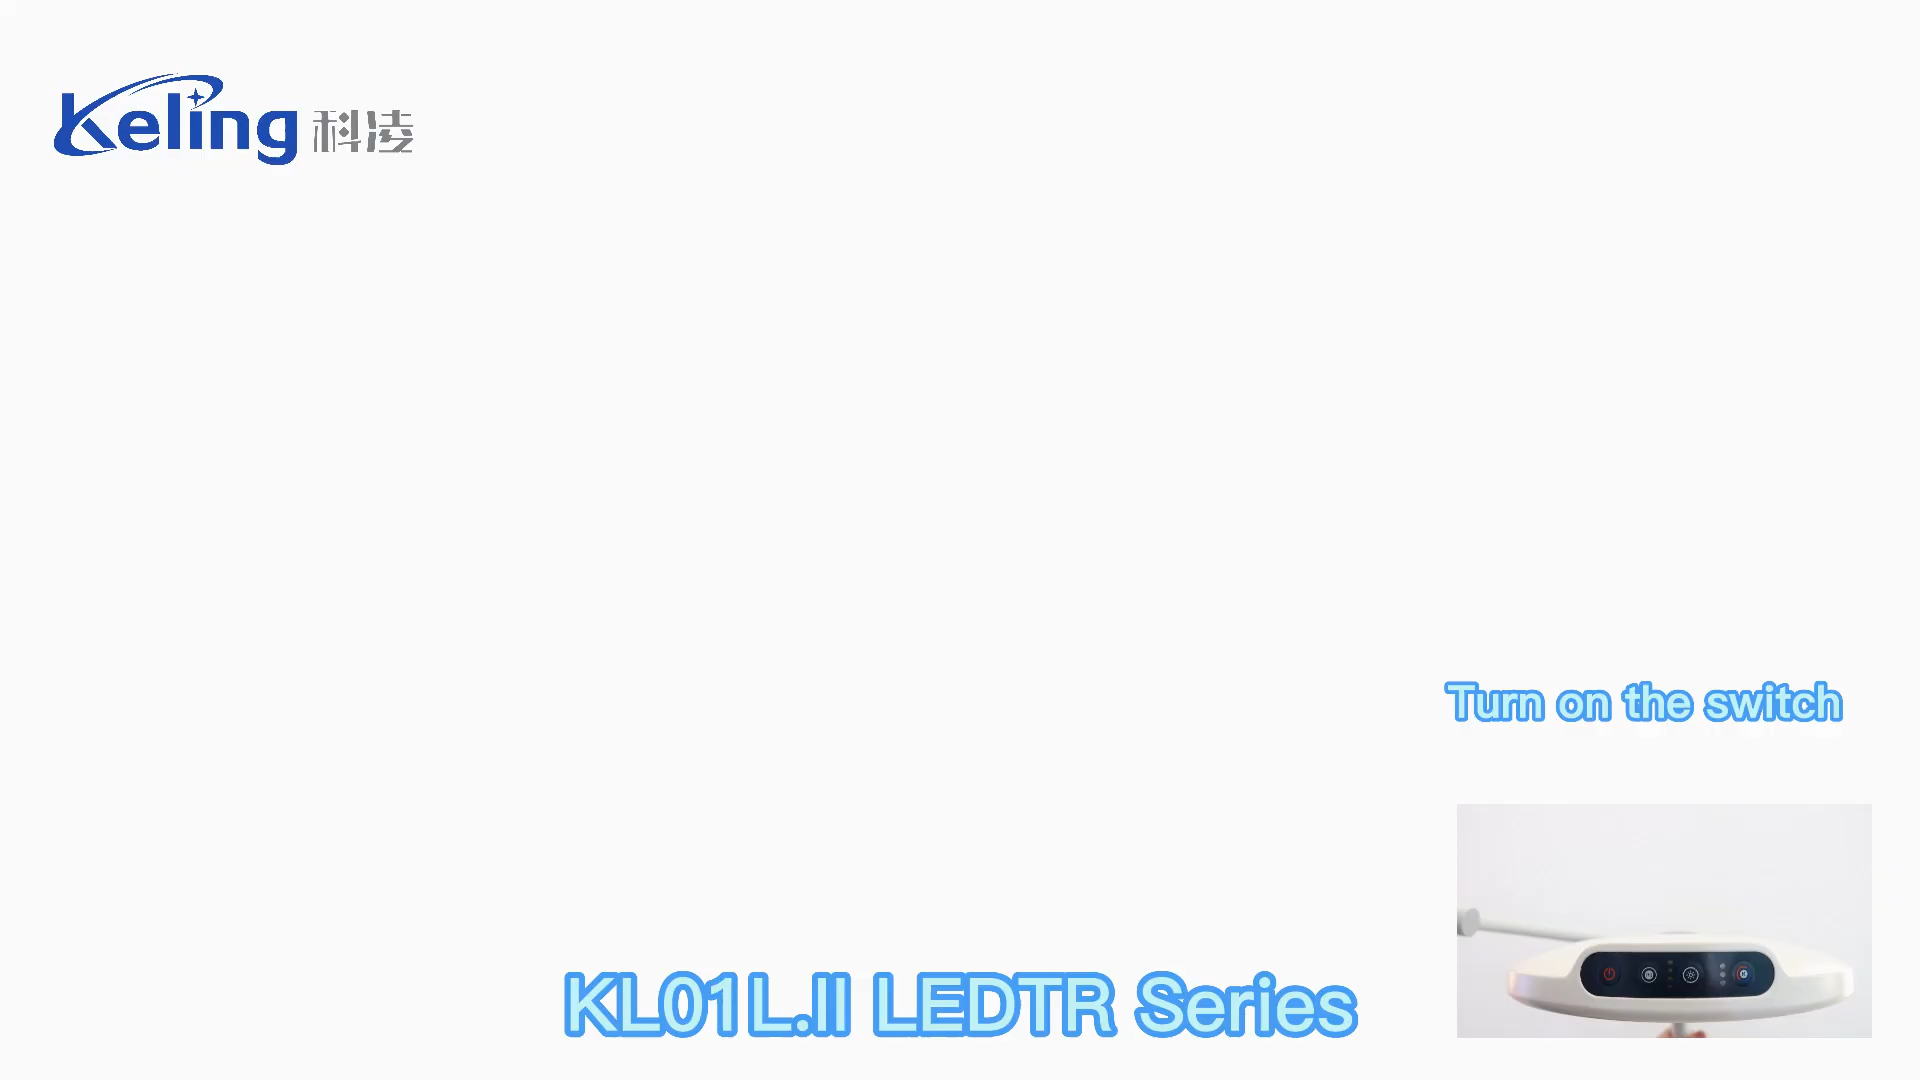 Keling 科凌
Turn on the switch
KL01L.II LEDTR Series